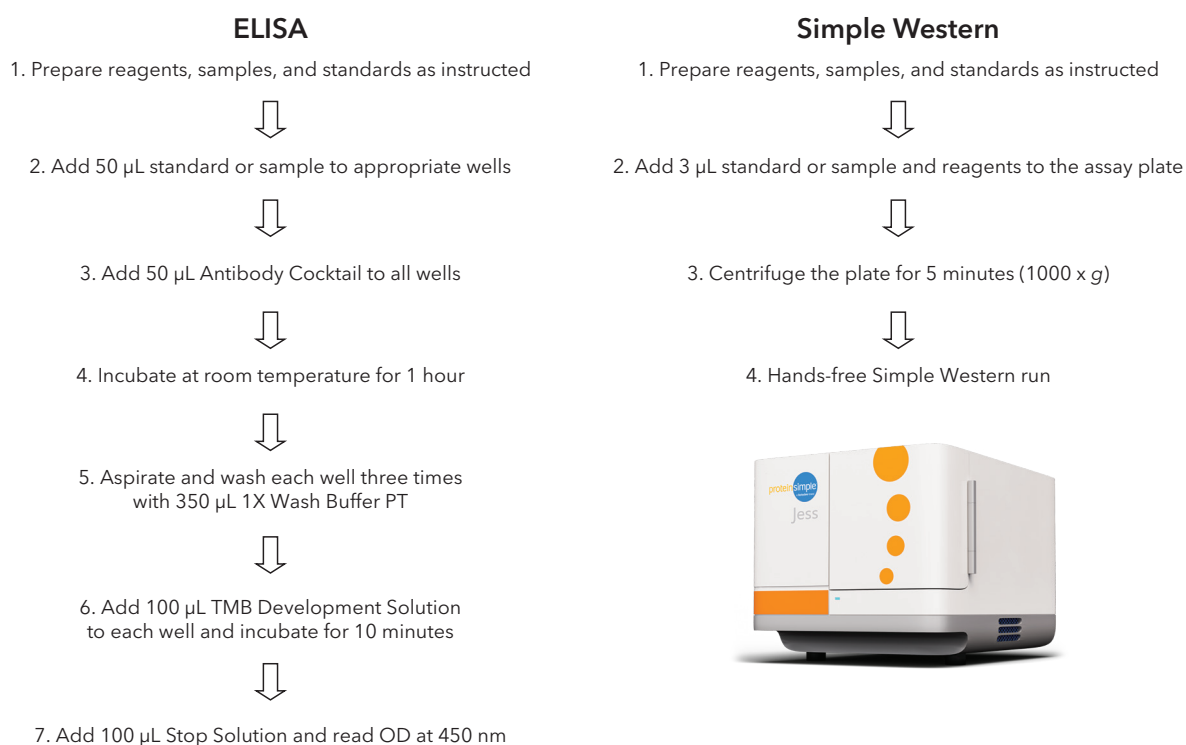 ELISA
1. Prepare reagents, samples, and standards as instructed
2. Add 50 µL standard or sample to appropriate wells
3. Add 50 µL Antibody Cocktail to all wells
4. Incubate at room temperature for 1 hour
5. Aspirate and wash each well three times
with 350 µL 1X Wash Buffer PT
6. Add 100 µL TMB Development Solution
to each well and incubate for 10 minutes
7. Add 100 µL Stop Solution and read OD at 450 nm
Simple Western
1. Prepare reagents, samples, and standards as instructed
2. Add 3 µL standard or sample and reagents to the assay plate
3. Centrifuge the plate for 5 minutes (1000 x g)
4. Hands-free Simple Western run
proteinsimple
Jess